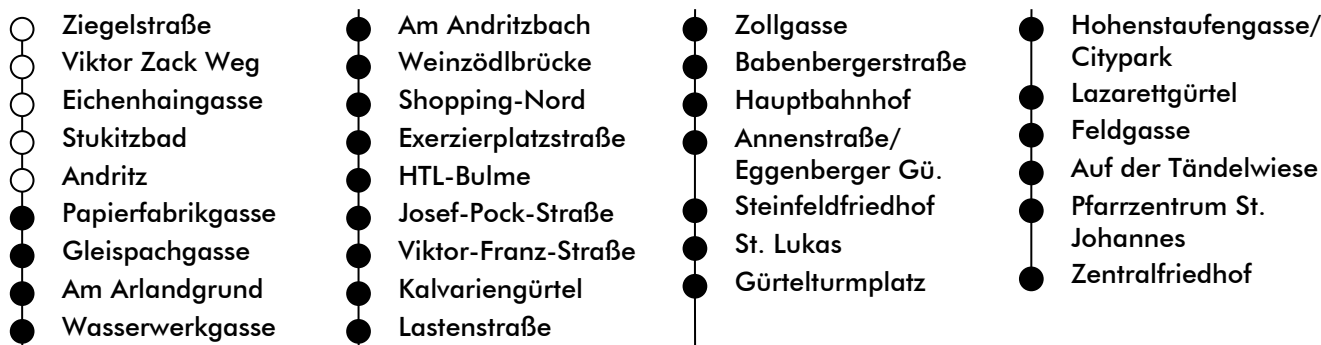 Ziegelstraße
Viktor Zack Weg
Eichenhaingasse
Stukitzbad
Andritz
Papierfabrikgasse
Gleispachgasse
Am Arlandgrund
Wasserwerkgasse
Am Andritzbach
Weinzödlbrücke
Shopping-Nord
Exerzierplatzstraße
HTL-Bulme
Josef-Pock-Straße
Viktor-Franz-Straße
Kalvariengürtel
Lastenstraße
Zollgasse
Babenbergerstraße
Hauptbahnhof
Annenstraße/
Eggenberger Gü.
Steinfeldfriedhof
St. Lukas
Gürtelturmplatz
Hohenstaufengasse/
Citypark
Lazarettgürtel
Feldgasse
Auf der Tändelwiese
Pfarrzentrum St.
Johannes
Zentralfriedhof